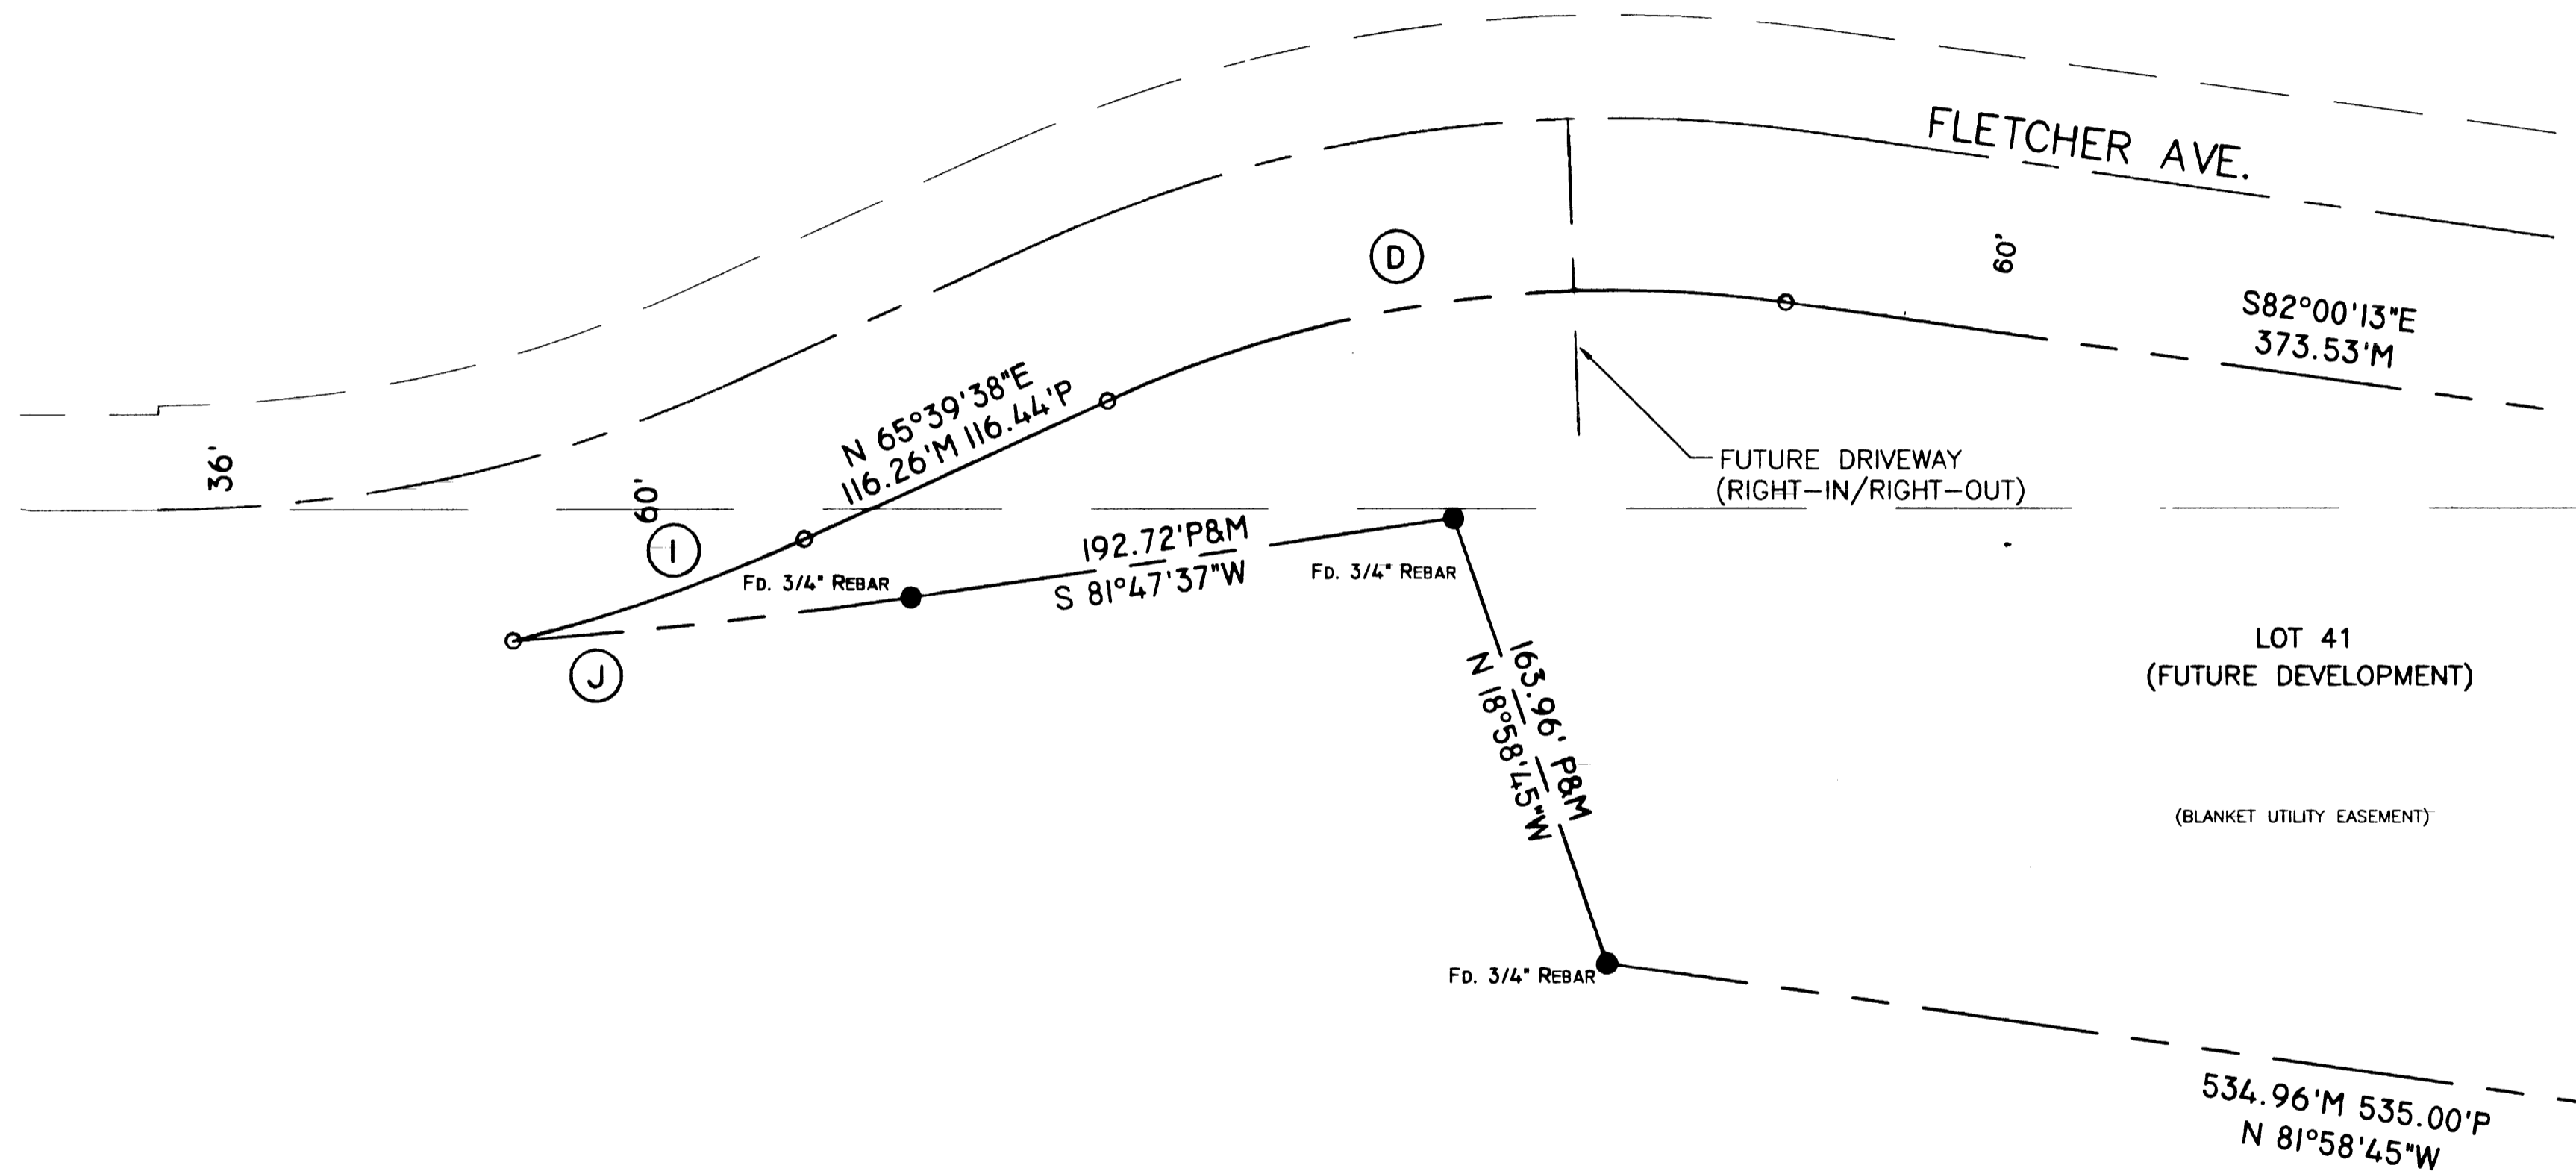 FLETCHER AVE.
D
60'
S82°00'13"E
373.53'M
N 65°39'38"E
116.26'M 116.44'P
36'
60'
FUTURE DRIVEWAY
(RIGHT-IN/RIGHT-OUT)
I
192.72'P&M
S 81°47'37"W
FD. 3/4" REBAR
FD. 3/4" REBAR
J
163.96' P&M
N 18°58'45"W
LOT 41
(FUTURE DEVELOPMENT)
(BLANKET UTILITY EASEMENT)
FD. 3/4" REBAR
534.96'M 535.00'P
N 81°58'45"W